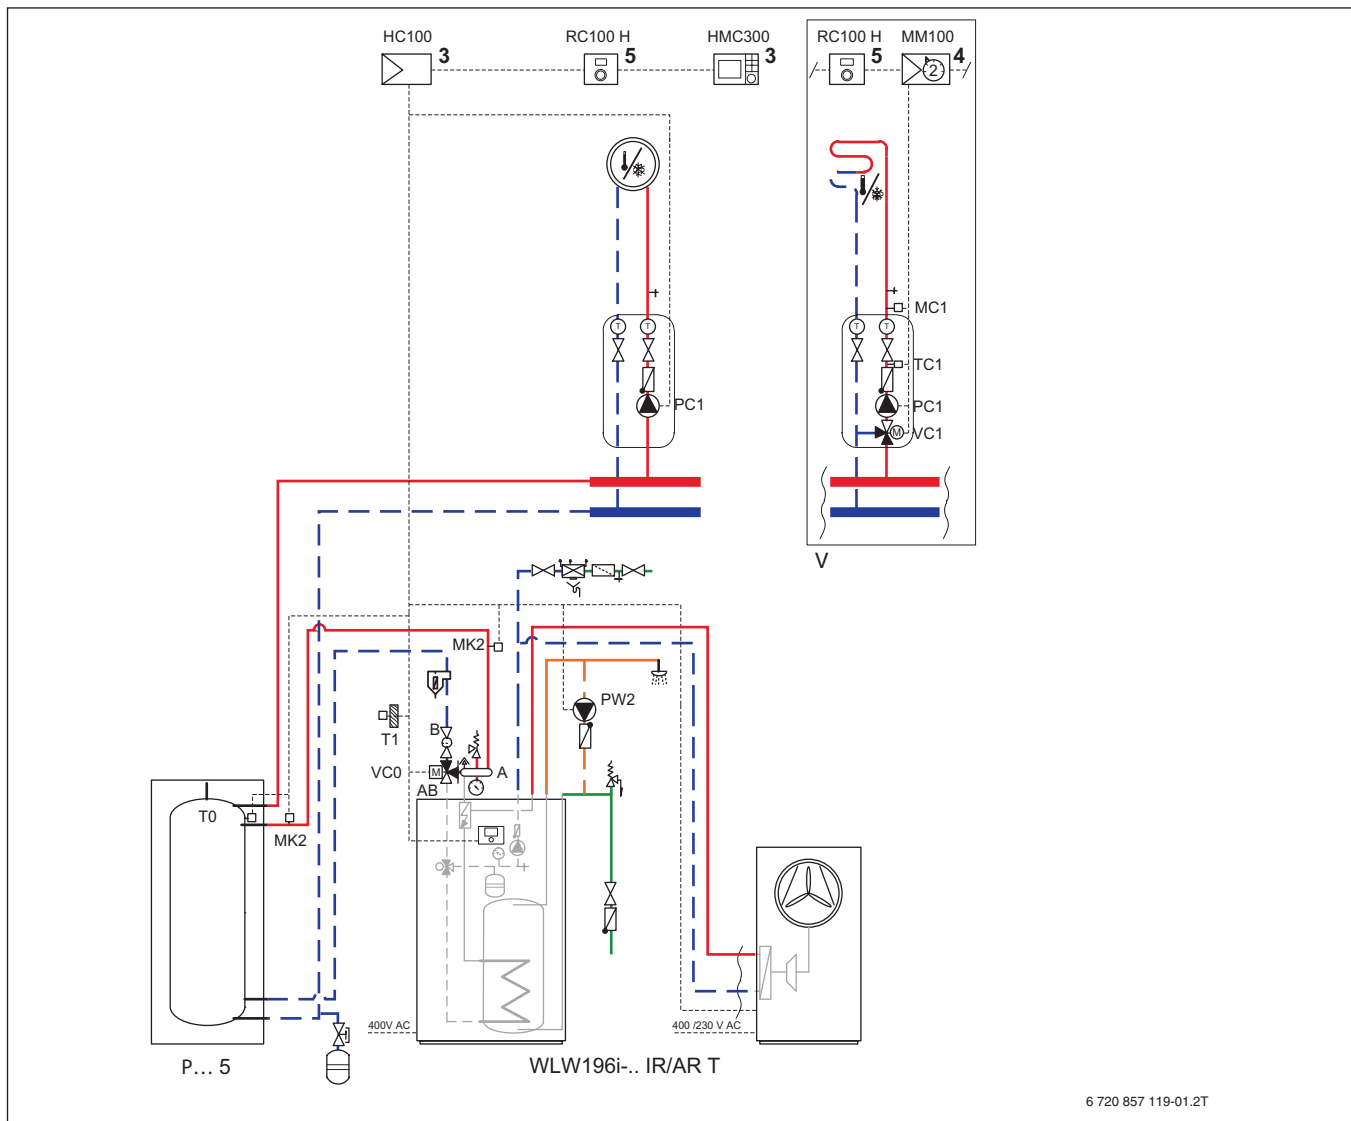 HC100
3
RC100 H
5
HMC300
3
RC100 H
5
MM100
2
4
T
T
PC1
T
T
MC1
TC1
PC1
M
VC1
V
MK2
PW2
T1
B
VC0
M
A
AB
T0
MK2
400V AC
400 /230 V AC
P... 5
WLW196i-.. IR/AR T
6 720 857 119-01.2T